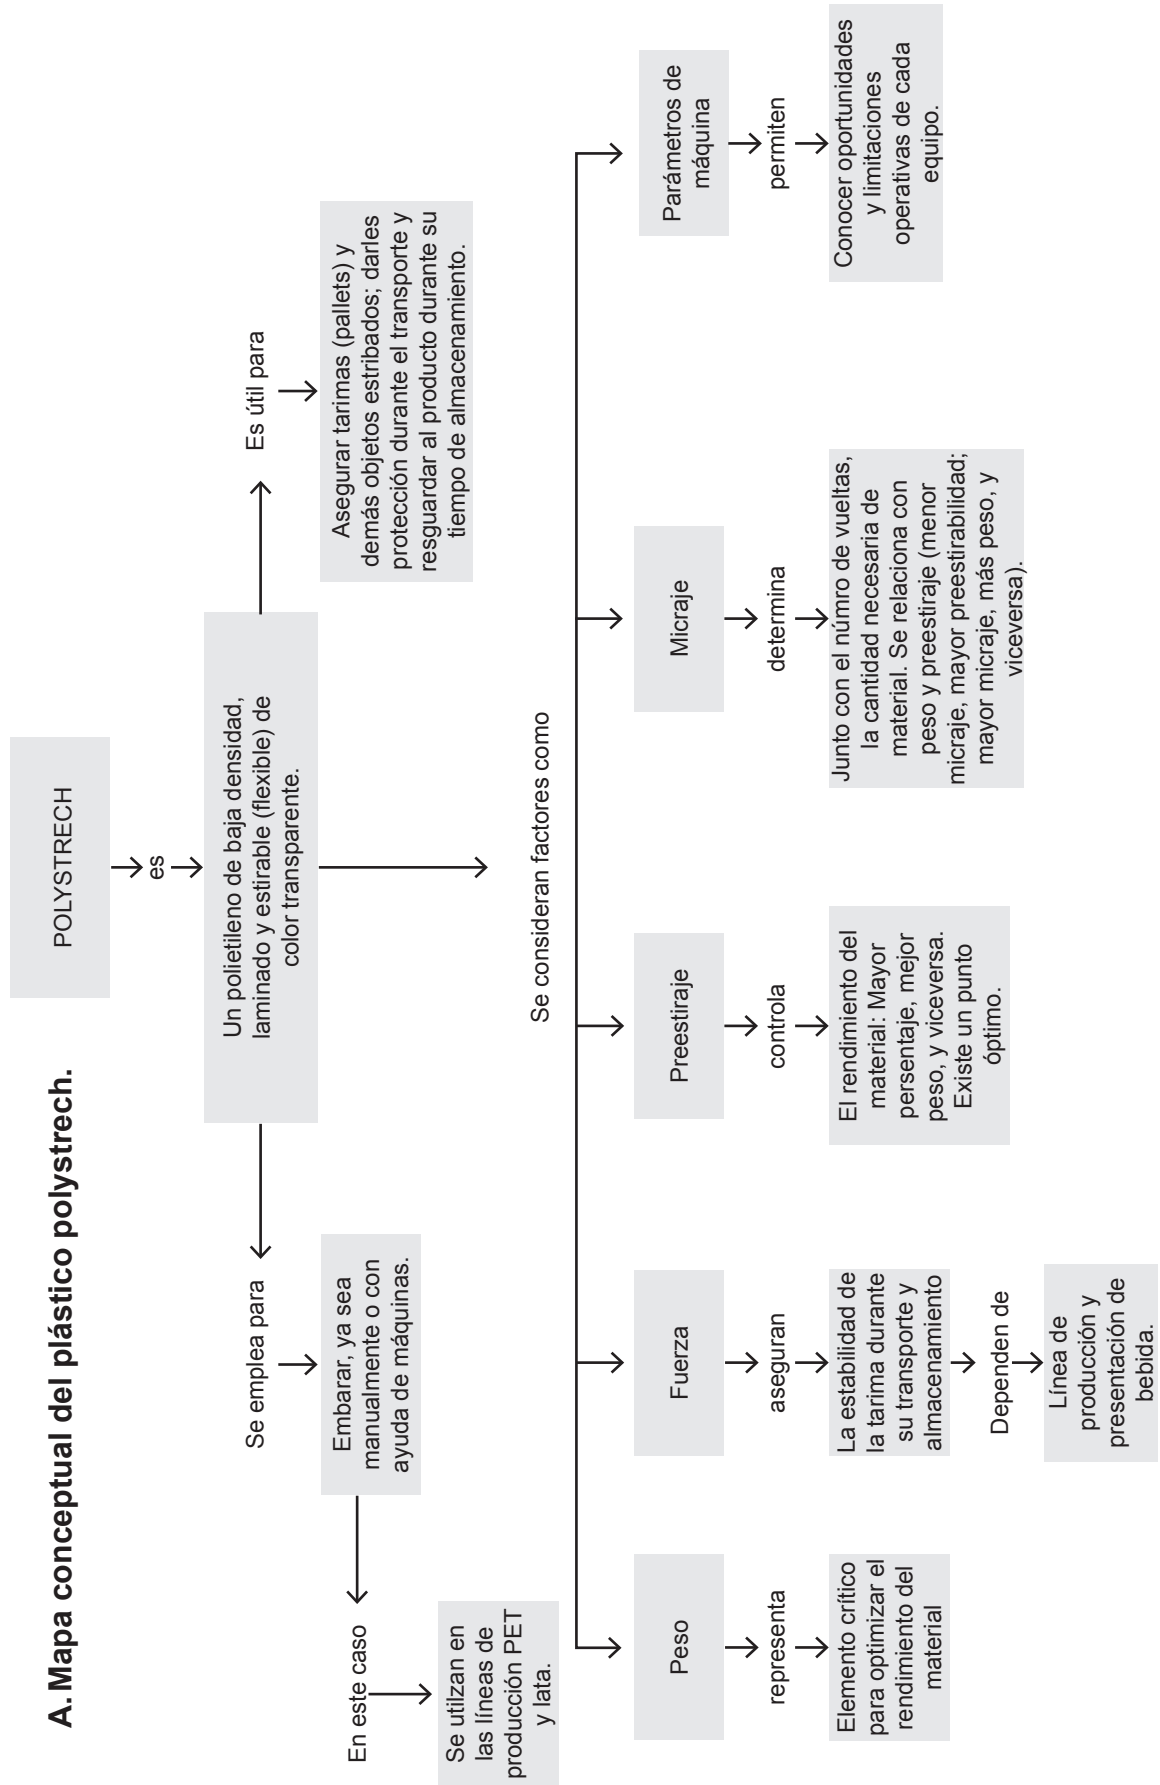 A. Mapa conceptual del plástico polystrech.
POLYSTRECH
es
Un polietileno de baja densidad,
laminado y estirable (flexible) de
color transparente.
Se emplea para
Embarar, ya sea
manualmente o con
ayuda de máquinas.
En este caso
Se utilzan en
las líneas de
producción PET
y lata.
Es útil para
Asegurar tarimas (pallets) y
demás objetos estribados; darles
protección durante el transporte y
resguardar al producto durante su
tiempo de almacenamiento.
Se consideran factores como
Peso
representa
Elemento crítico
para optimizar el
rendimiento del
material
Fuerza
aseguran
La estabilidad de
la tarima durante
su transporte y
almacenamiento
Dependen de
Línea de
producción y
presentación de
bebida.
Preestiraje
controla
El rendimiento del
material: Mayor
persentaje, mejor
peso, y viceversa.
Existe un punto
óptimo.
Micraje
determina
Junto con el númro de vueltas,
la cantidad necesaria de
material. Se relaciona con
peso y preestiraje (menor
micraje, mayor preestirabilidad;
mayor micraje, más peso, y
viceversa).
Parámetros de
máquina
permiten
Conocer oportunidades
y limitaciones
operativas de cada
equipo.